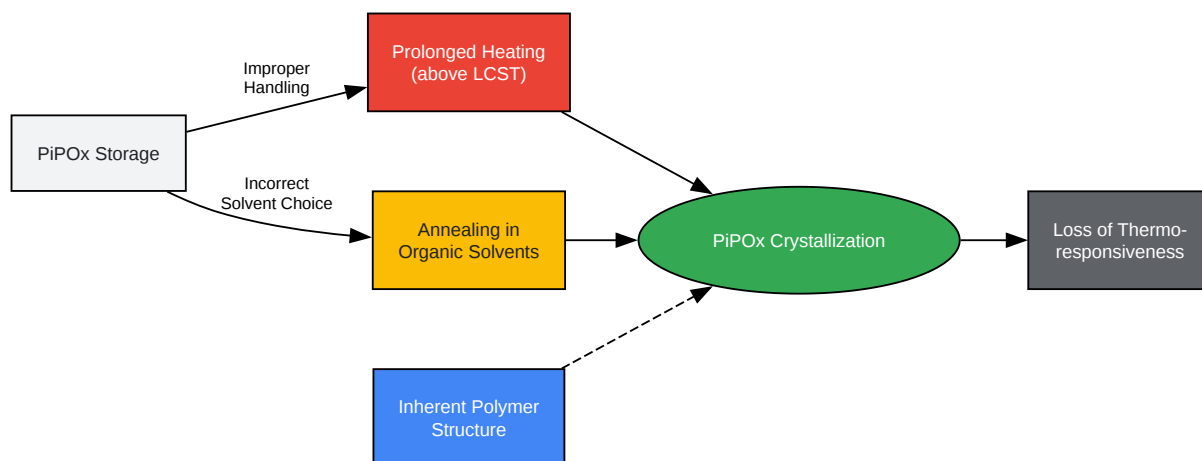 PiPOx Storage
Improper
Handling
Incorrect
Solvent Choice
Prolonged Heating
(above LCST)
Annealing in
Organic Solvents
Inherent Polymer
Structure
PiPOx Crystallization
Loss of Thermo-
responsiveness